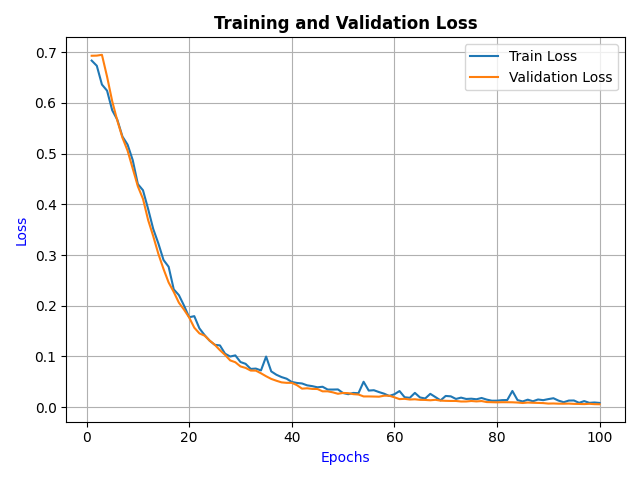 Training and Validation Loss
Train Loss
Validation Loss
Loss
0.7
0.6
0.5
0.4
0.3
0.2
0.1
0.0
0 20 40 60 80 100
Epochs